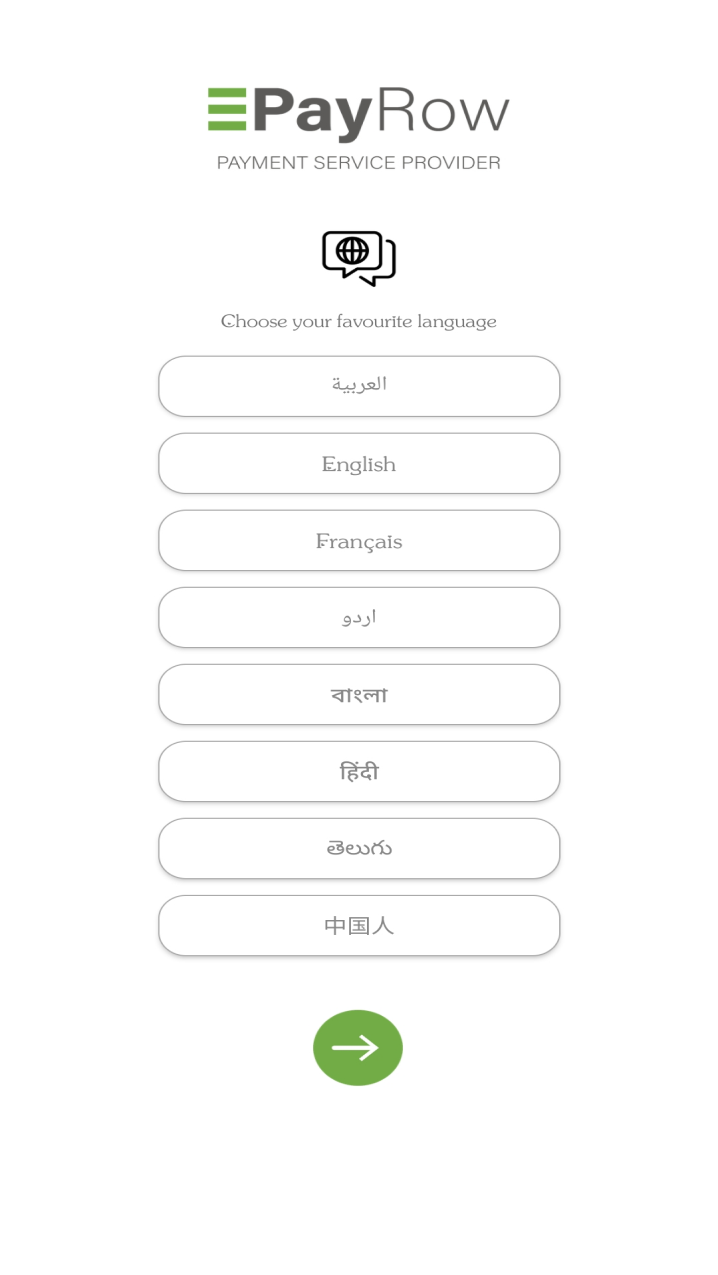 PayRow
PAYMENT SERVICE PROVIDER
Choose your favourite language
العربية
English
Français
اردو
বাংলা
हिंदी
తెలుగు
中国人